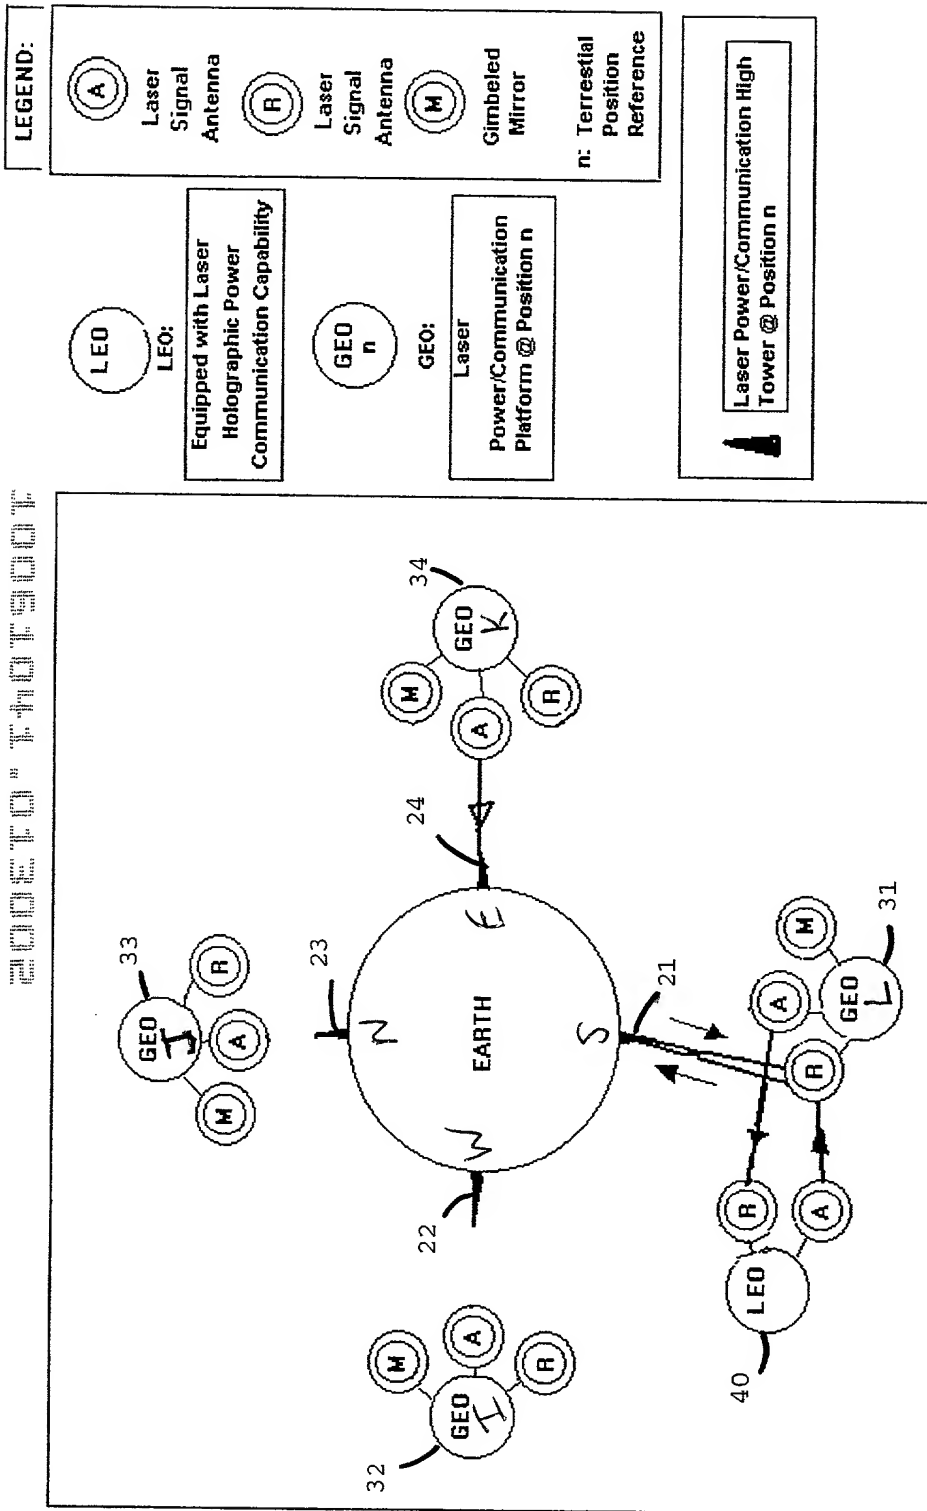 10061041.013002
LEGEND:
A
Laser
Signal
Antenna
R
Laser
Signal
Antenna
M
Gimbeled
Mirror
n: Terrestial
Position
Reference
LEO
LEO:
Equipped with Laser
Holographic Power
Communication Capability
GEO
n
GEO:
Laser
Power/Communication
Platform @ Position n
Laser Power/Communication High
Tower @ Position n
32
GEO
I
M
A
R
33
GEO
J
M
A
R
34
GEO
K
M
A
R
31
GEO
L
R
A
M
40
LEO
R
A
EARTH
N
E
S
W
21
22
23
24